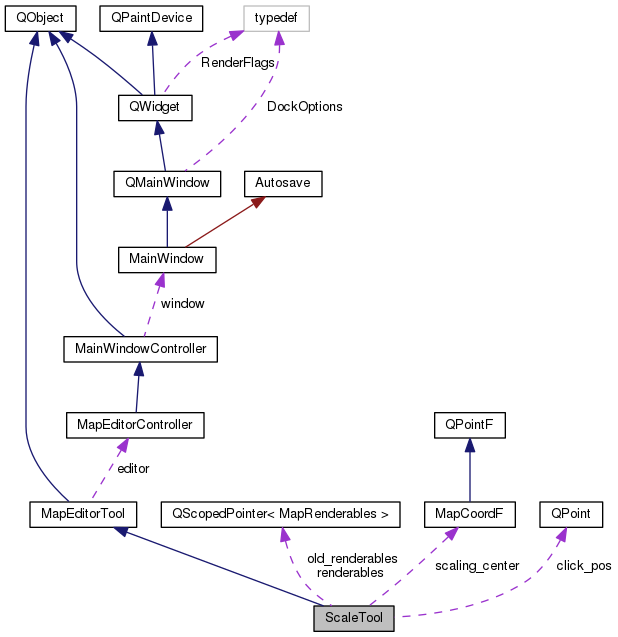 QObject
QPaintDevice
typedef
RenderFlags
QWidget
DockOptions
QMainWindow
Autosave
MainWindow
window
MainWindowController
MapEditorController
QPointF
editor
MapEditorTool
QScopedPointer< MapRenderables >
MapCoordF
QPoint
old_renderables
renderables
scaling_center
click_pos
ScaleTool